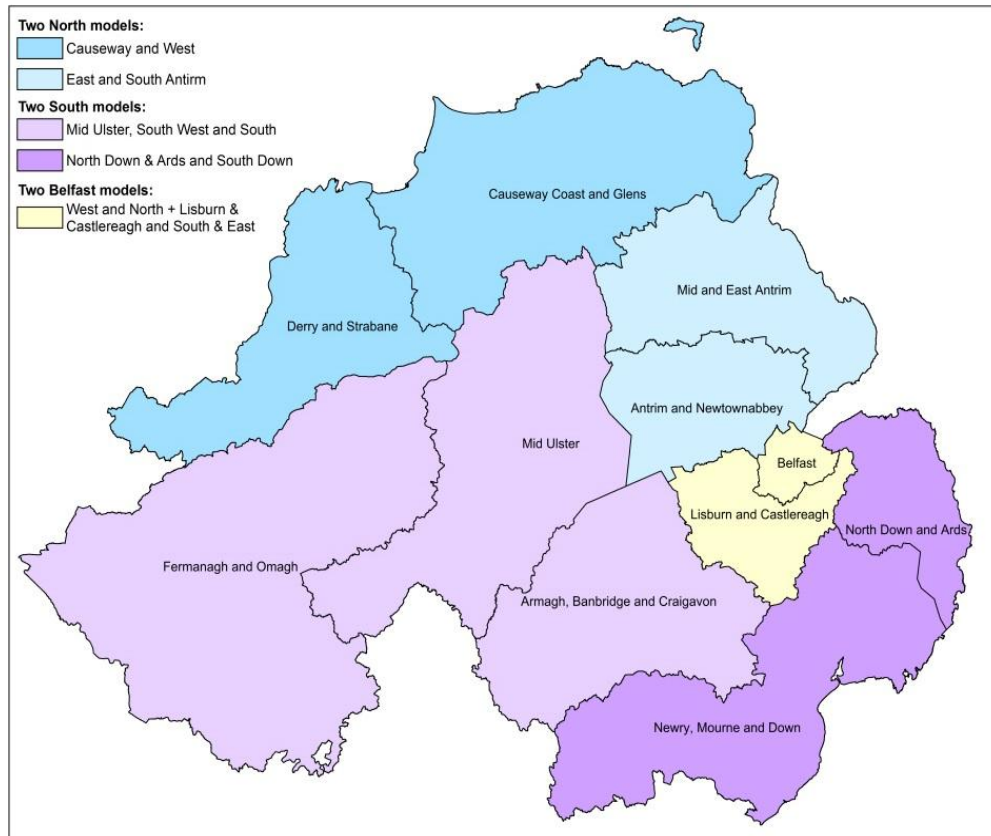 Two North models:
Causeway and West
East and South Antirm
Two South models:
Mid Ulster, South West and South
North Down & Ards and South Down
Two Belfast models:
West and North + Lisburn &
Castlereagh and South & East
Causeway Coast and Glens
Mid and East Antrim
Derry and Strabane
Antrim and Newtownabbey
Mid Ulster
Belfast
Lisburn and Castlereagh
North Down and Ards
Fermanagh and Omagh
Armagh, Banbridge and Craigavon
Newry, Mourne and Down